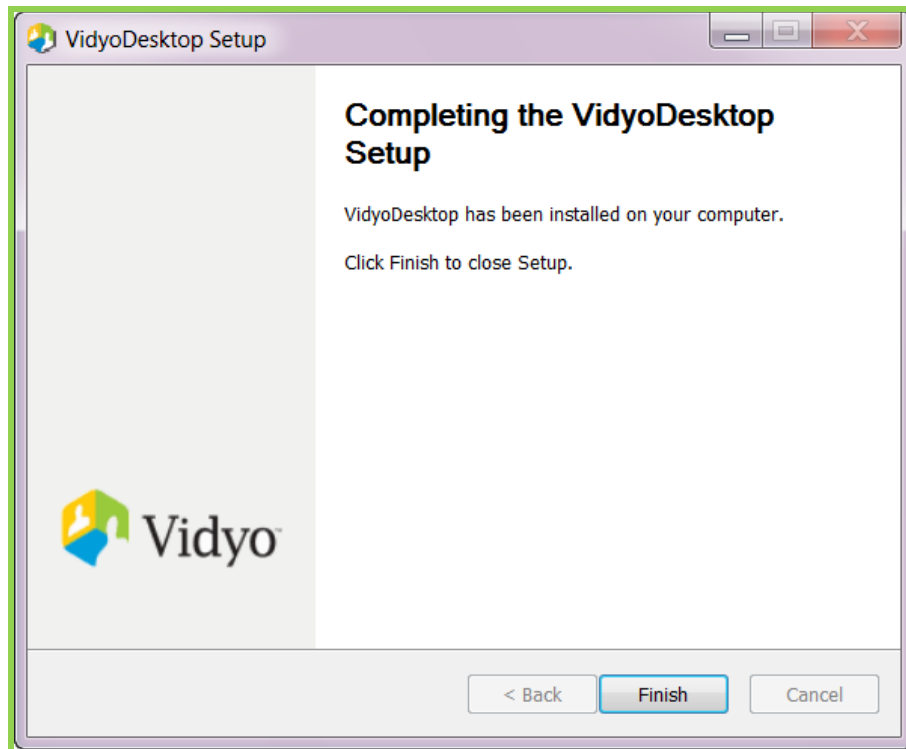 VidyoDesktop Setup
Completing the VidyoDesktop
Setup
VidyoDesktop has been installed on your computer.
Click Finish to close Setup.
Vidyo™
< Back
Finish
Cancel